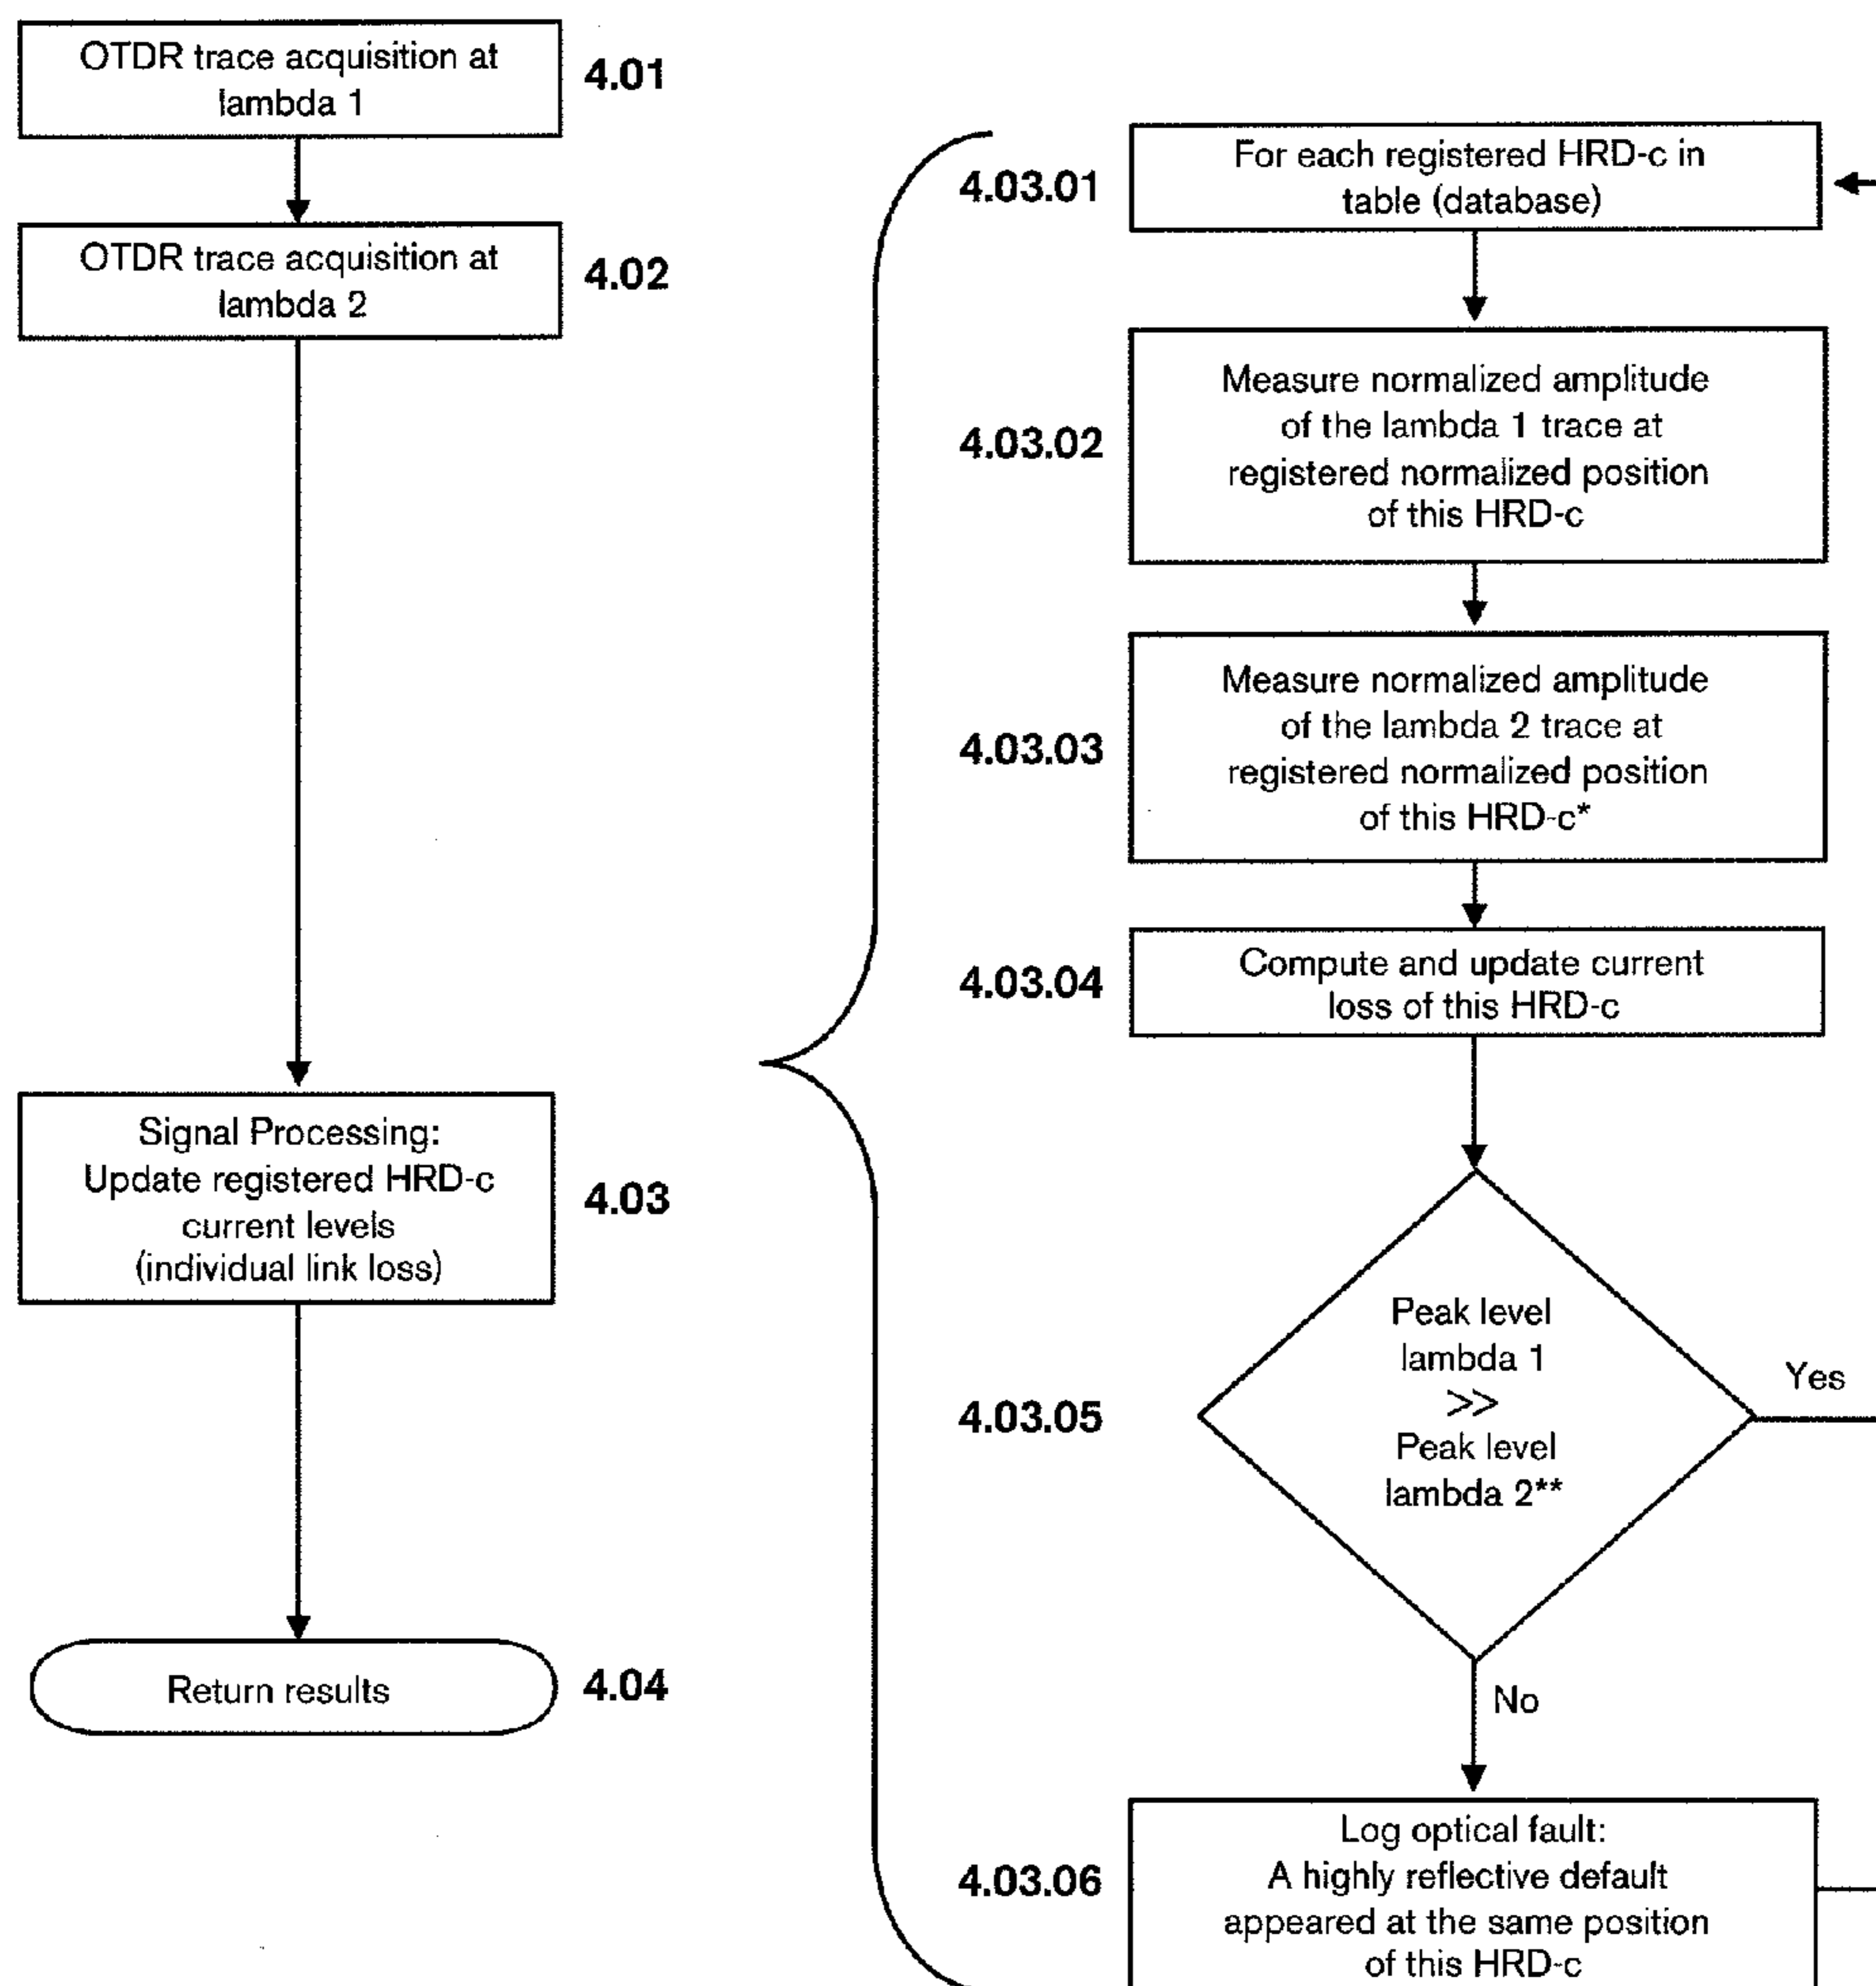 OTDR trace acquisition at
lambda 1
4.01
OTDR trace acquisition at
lambda 2
4.02
Signal Processing:
Update registered HRD-c
current levels
(individual link loss)
4.03
Return results
4.04
4.03.01
For each registered HRD-c in
table (database)
4.03.02
Measure normalized amplitude
of the lambda 1 trace at
registered normalized position
of this HRD-c
4.03.03
Measure normalized amplitude
of the lambda 2 trace at
registered normalized position
of this HRD-c*
4.03.04
Compute and update current
loss of this HRD-c
4.03.05
Peak level
lambda 1
>>
Peak level
lambda 2**
Yes
No
4.03.06
Log optical fault:
A highly reflective default
appeared at the same position
of this HRD-c